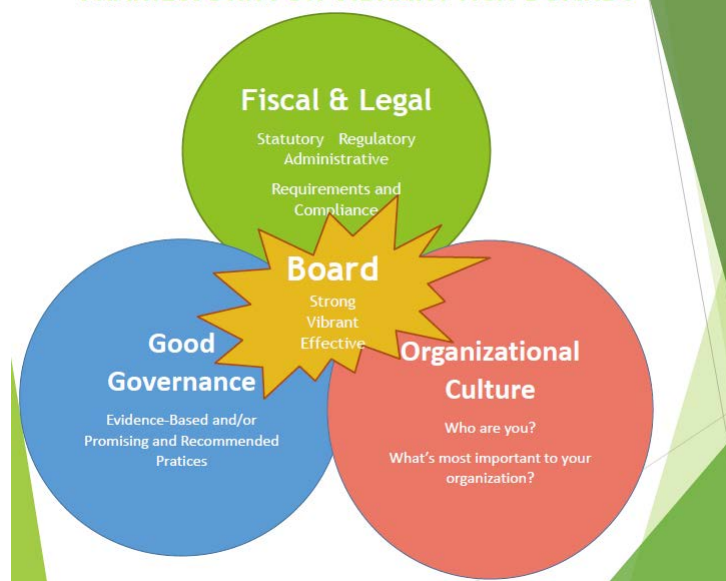 Fiscal & Legal
Statutory Regulatory
Administrative
Requirements and
Compliance
Board
Strong
Vibrant
Effective
Good
Governance
Evidence-Based and/or
Promising and Recommended
Pratices
Organizational
Culture
Who are you?
What's most important to your
organization?